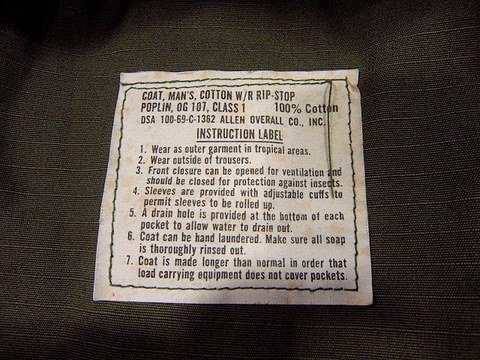 COAT, MAN'S, COTTON W/R RIP-STOP
POPLIN, OG 107, CLASS 1 100% Cotton
DSA 100-69-C-1362 ALLEN OVERALL CO., INC.
INSTRUCTION LABEL
1. Wear as outer garment in tropical areas.
2. Wear outside of trousers.
3. Front closure can be opened for ventilation and
should be closed for protection against insects.
4. Sleeves are provided with adjustable cuffs to
permit sleeves to be rolled up.
5. A drain hole is provided at the bottom of each
pocket to allow water to drain out.
6. Coat can be hand laundered. Make sure all soap
is thoroughly rinsed out.
7. Coat is made longer than normal in order that
load carrying equipment does not cover pockets.